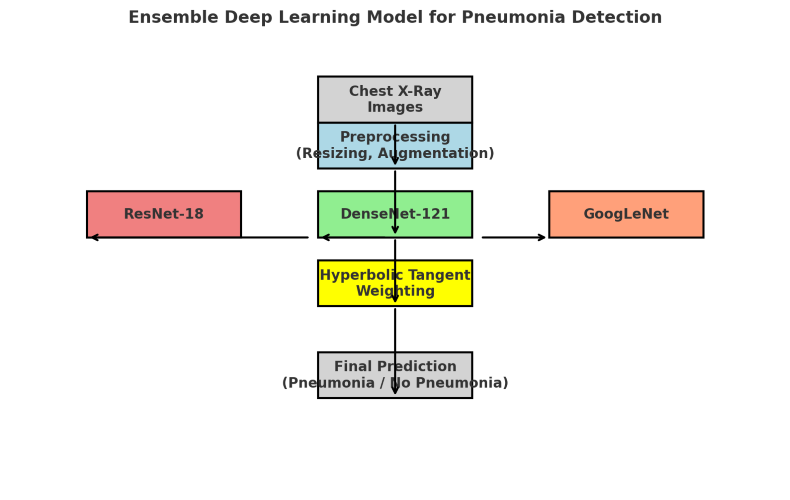 Ensemble Deep Learning Model for Pneumonia Detection
Chest X-Ray
Images
Preprocessing
(Resizing, Augmentation)
ResNet-18
DenseNet-121
GoogLeNet
Hyperbolic Tangent
Weighting
Final Prediction
(Pneumonia / No Pneumonia)